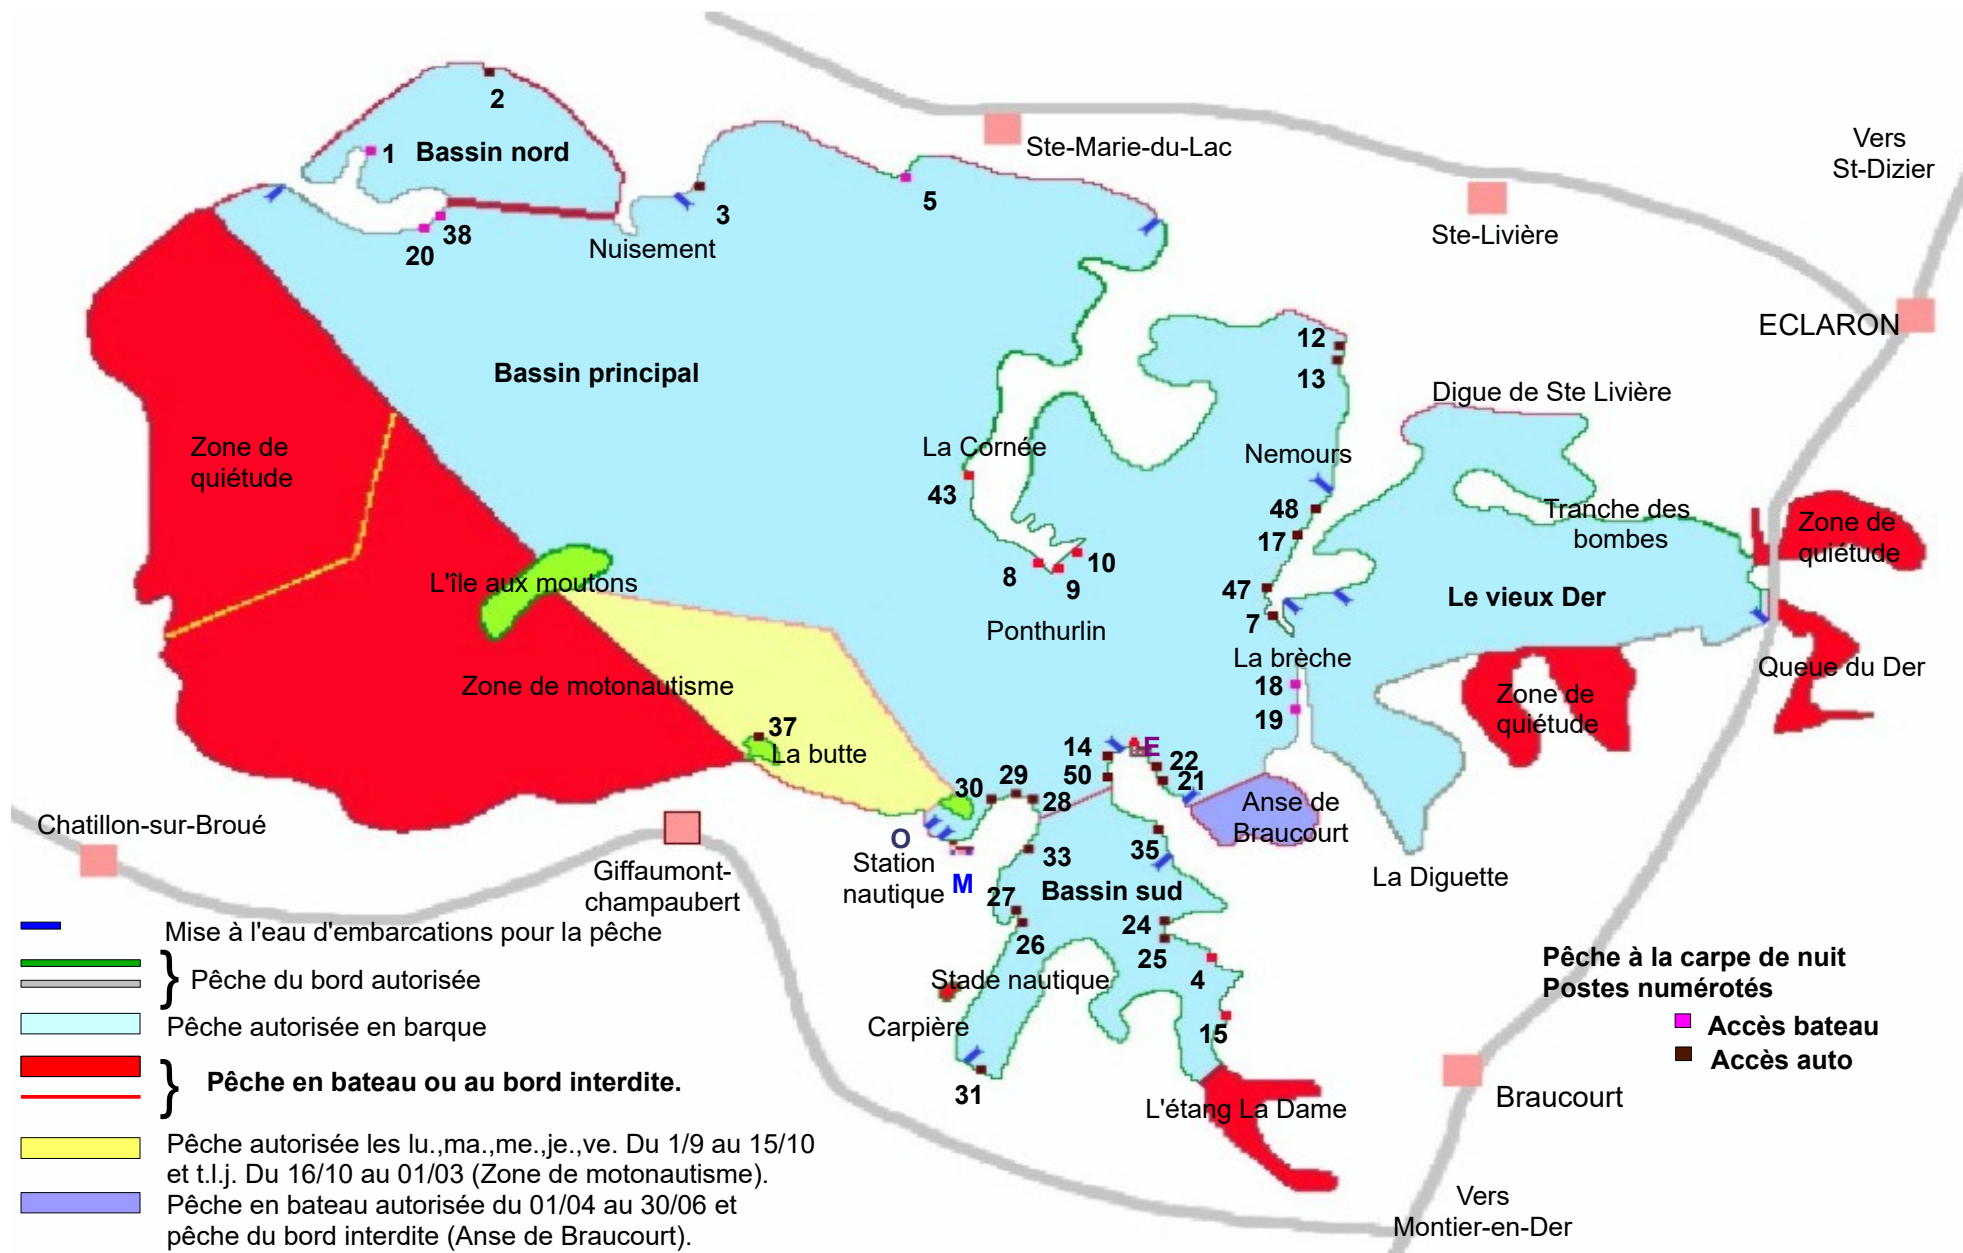 2
1
Bassin nord
Ste-Marie-du-Lac
Vers
St-Dizier
5
3
38
20
Nuisement
Ste-Livière
ECLARON
12
13
Bassin principal
Digue de Ste Livière
Zone de
quiétude
La Cornée
43
Nemours
48
17
Tranche des
bombes
Zone de
quiétude
8
9
10
L'île aux moutons
47
7
Le vieux Der
Ponthurlin
La brèche
18
19
Zone de
quiétude
Queue du Der
Zone de motonautisme
37
La butte
14
E
50
22
21
29
30
28
Anse de
Braucourt
Chatillon-sur-Broué
O
Station
nautique
M
33
35
La Diguette
Giffaumont-
champaubert
27
Bassin sud
26
24
25
4
Stade nautique
Carpière
15
31
L'étang La Dame
Braucourt
Vers
Montier-en-Der
Mise à l'eau d'embarcations pour la pêche
} Pêche du bord autorisée
Pêche autorisée en barque
} Pêche en bateau ou au bord interdite.
Pêche autorisée les lu.,ma.,me.,je.,ve. Du 1/9 au 15/10
et t.l.j. Du 16/10 au 01/03 (Zone de motonautisme).
Pêche en bateau autorisée du 01/04 au 30/06 et
pêche du bord interdite (Anse de Braucourt).
Pêche à la carpe de nuit
Postes numérotés
Accès bateau
Accès auto